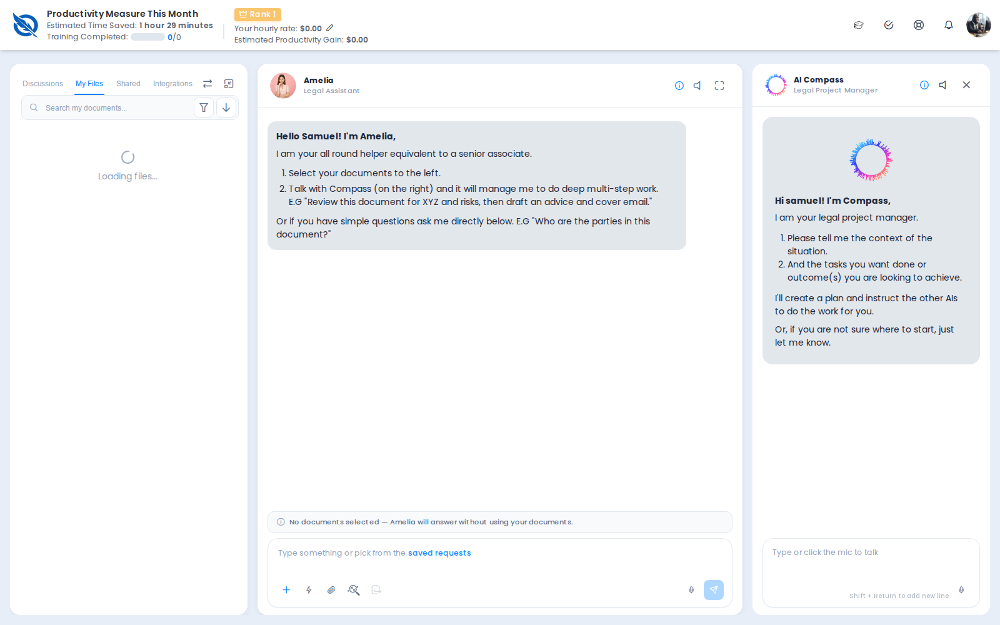 Productivity Measure This Month
Estimated Time Saved: 1 hour 29 minutes
Training Completed: 0/0
Rank 1
Your hourly rate: $0.00
Estimated Productivity Gain: $0.00
Discussions
My Files
Shared
Integrations
Search my documents...
Loading files...
Amelia
Legal Assistant
Hello Samuel! I'm Amelia,
I am your all round helper equivalent to a senior associate.
1. Select your documents to the left.
2. Talk with Compass (on the right) and it will manage me to do deep multi-step work.
E.G "Review this document for XYZ and risks, then draft an advice and cover email."
Or if you have simple questions ask me directly below. E.G "Who are the parties in this
document?"
No documents selected — Amelia will answer without using your documents.
Type something or pick from the saved requests
AI Compass
Legal Project Manager
Hi samuel! I'm Compass,
I am your legal project manager.
1. Please tell me the context of the
situation.
2. And the tasks you want done or
outcome(s) you are looking to achieve.
I'll create a plan and instruct the other AIs
to do the work for you.
Or, if you are not sure where to start, just
let me know.
Type or click the mic to talk
Shift + Return to add new line